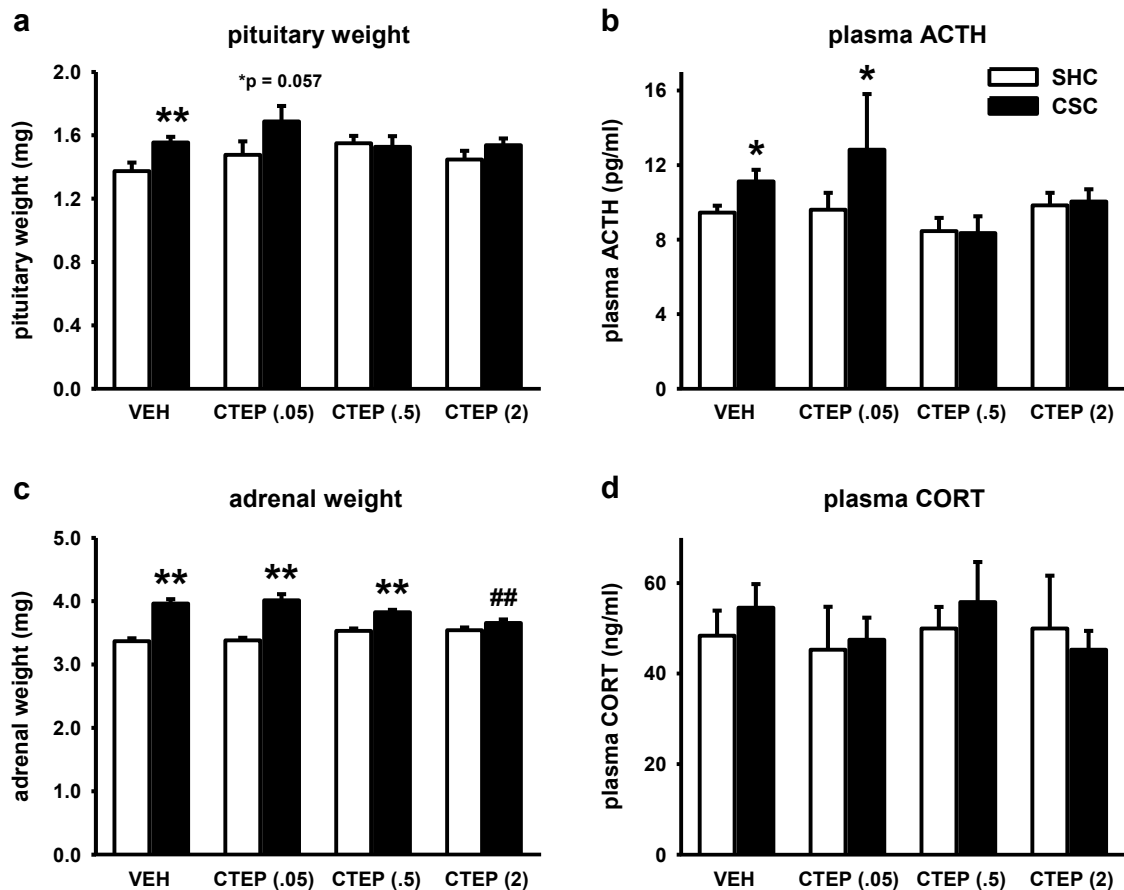 a
pituitary weight
*p = 0.057
**
pituitary weight (mg)
2.0
1.6
1.2
0.8
0.4
0.0
VEH CTEP (.05) CTEP (.5) CTEP (2)
b
plasma ACTH
SHC
CSC
*
*
plasma ACTH (pg/ml)
16
12
8
4
0
VEH CTEP (.05) CTEP (.5) CTEP (2)
c
adrenal weight
** ** ** ##
adrenal weight (mg)
5.0
4.0
3.0
2.0
1.0
0.0
VEH CTEP (.05) CTEP (.5) CTEP (2)
d
plasma CORT
plasma CORT (ng/ml)
60
40
20
0
VEH CTEP (.05) CTEP (.5) CTEP (2)